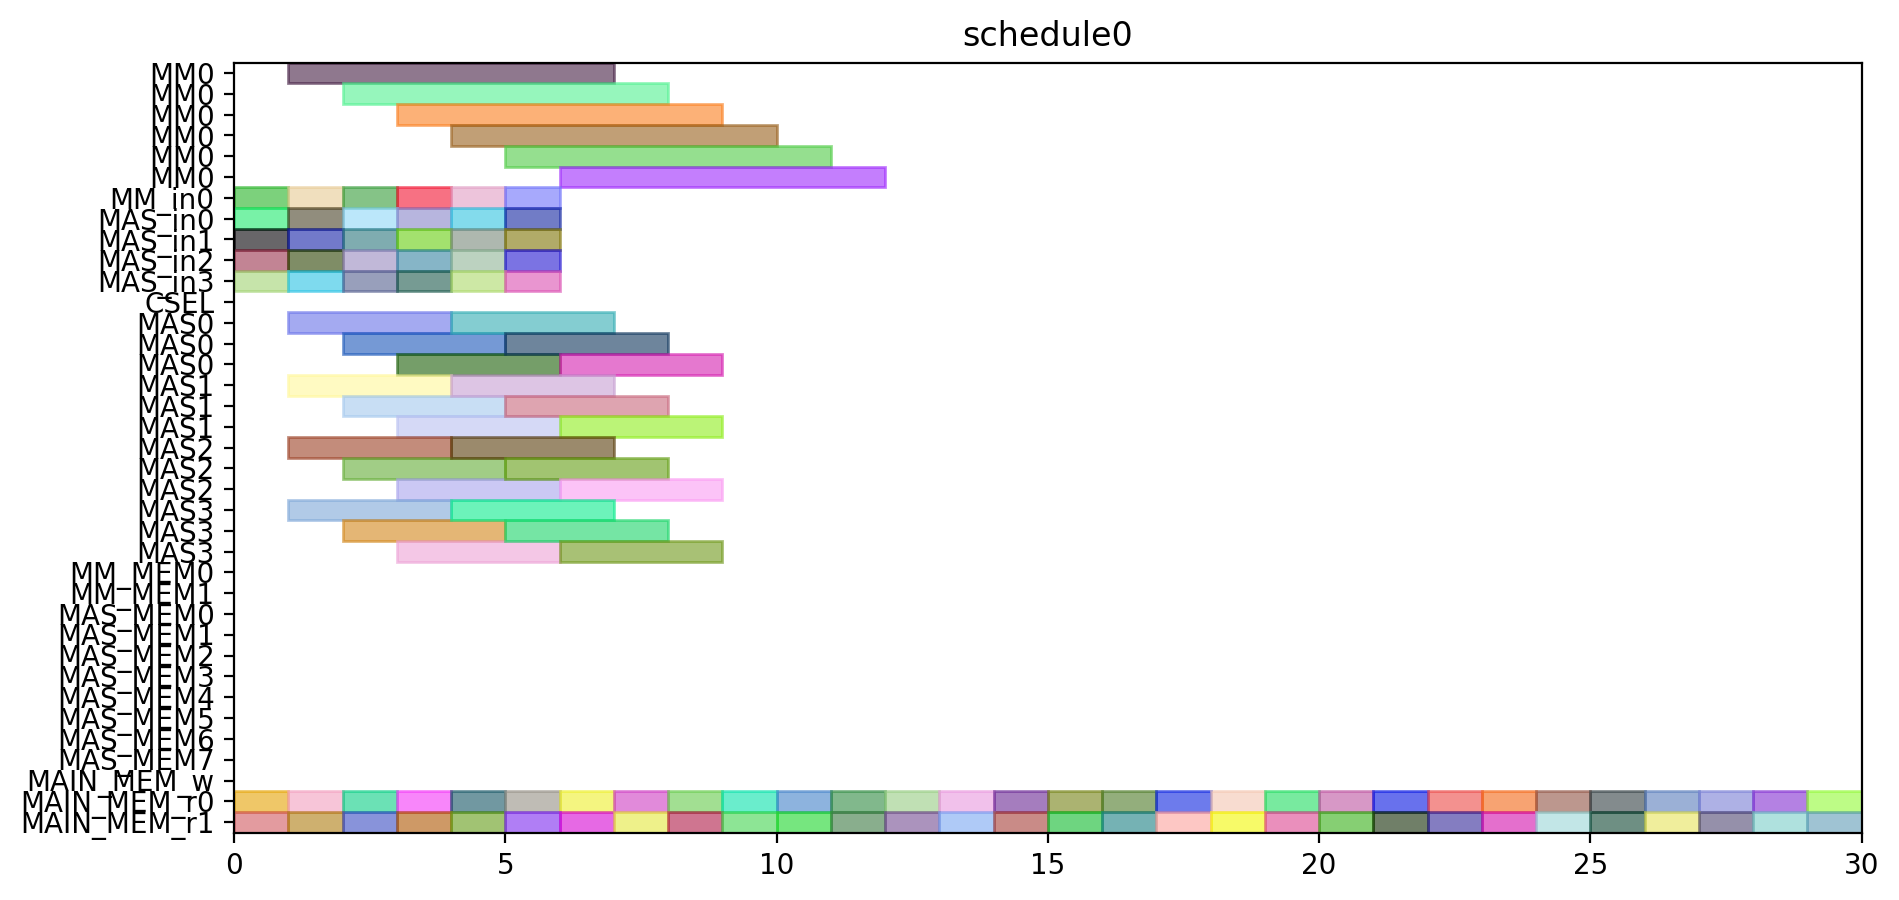 schedule0
MM0
MM0
MM0
MM0
MM0
MM0
MM_in0
MAS_in0
MAS_in1
MAS_in2
MAS_in3
CSEL
MAS0
MAS0
MAS0
MAS1
MAS1
MAS1
MAS2
MAS2
MAS2
MAS3
MAS3
MAS3
MM_MEM0
MM_MEM1
MAS_MEM0
MAS_MEM1
MAS_MEM2
MAS_MEM3
MAS_MEM4
MAS_MEM5
MAS_MEM6
MAS_MEM7
MAIN_MEM_w
MAIN_MEM_r0
MAIN_MEM_r1
0 5 10 15 20 25 30